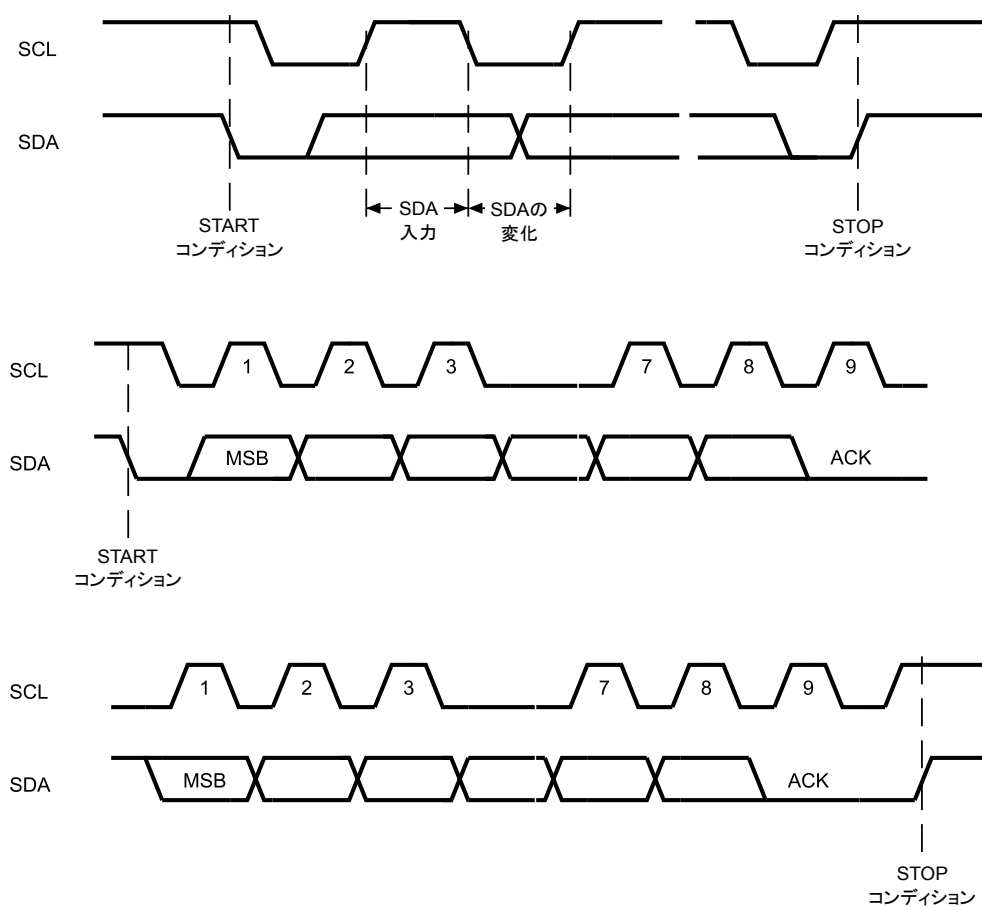 SCL
SDA
SDA
入力
SDAの
変化
START
コンディション
STOP
コンディション
SCL
1
2
3
7
8
9
SDA
MSB
ACK
START
コンディション
SCL
1
2
3
7
8
9
SDA
MSB
ACK
STOP
コンディション